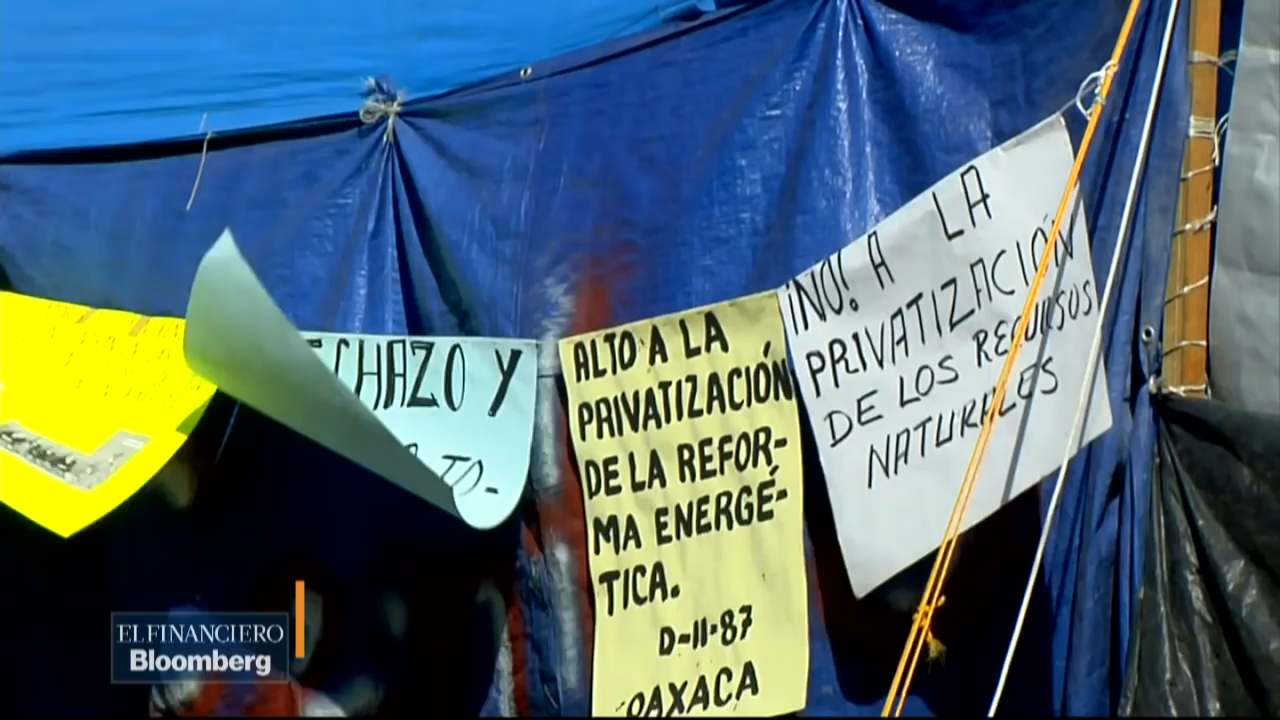 CHAZO Y
TO-
ALTO A LA
PRIVATIZACIÓN
DE LA REFOR-
MA ENERGÉ-
TICA.
D-11-87
OAXACA
¡NO! A LA
PRIVATIZACIÓN
DE LOS RECURSOS
NATURALES
EL FINANCIERO
Bloomberg